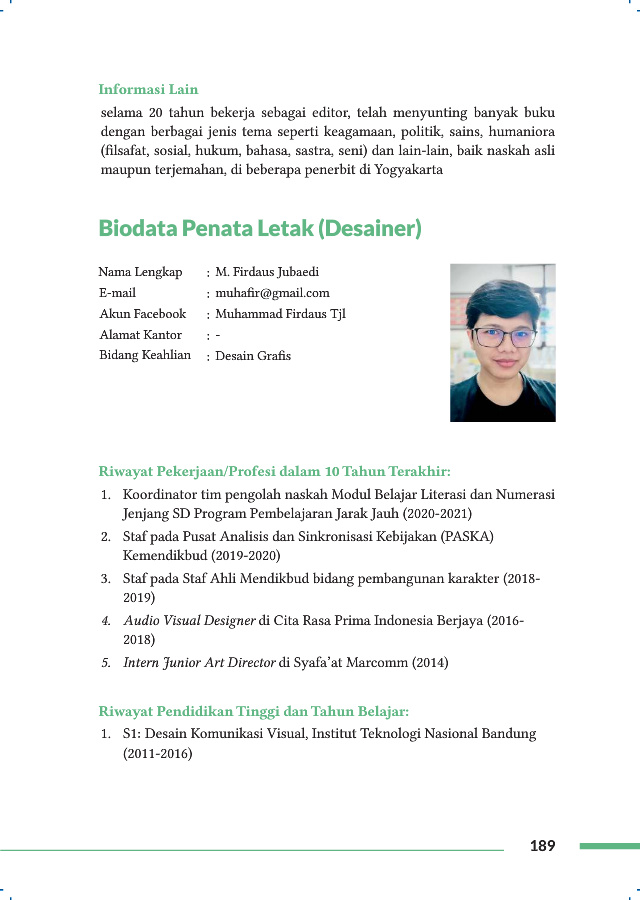 Informasi Lain
selama 20 tahun bekerja sebagai editor, telah menyunting banyak buku
dengan berbagai jenis tema seperti keagamaan, politik, sains, humaniora
(filsafat, sosial, hukum, bahasa, sastra, seni) dan lain-lain, baik naskah asli
maupun terjemahan, di beberapa penerbit di Yogyakarta
Biodata Penata Letak (Desainer)
Nama Lengkap : M. Firdaus Jubaedi
E-mail : muhafir@gmail.com
Akun Facebook : Muhammad Firdaus Tjl
Alamat Kantor : -
Bidang Keahlian : Desain Grafis
Riwayat Pekerjaan/Profesi dalam 10 Tahun Terakhir:
1. Koordinator tim pengolah naskah Modul Belajar Literasi dan Numerasi
Jenjang SD Program Pembelajaran Jarak Jauh (2020-2021)
2. Staf pada Pusat Analisis dan Sinkronisasi Kebijakan (PASKA)
Kemendikbud (2019-2020)
3. Staf pada Staf Ahli Mendikbud bidang pembangunan karakter (2018-
2019)
4. Audio Visual Designer di Cita Rasa Prima Indonesia Berjaya (2016-
2018)
5. Intern Junior Art Director di Syafa’at Marcomm (2014)
Riwayat Pendidikan Tinggi dan Tahun Belajar:
1. S1: Desain Komunikasi Visual, Institut Teknologi Nasional Bandung
(2011-2016)
189